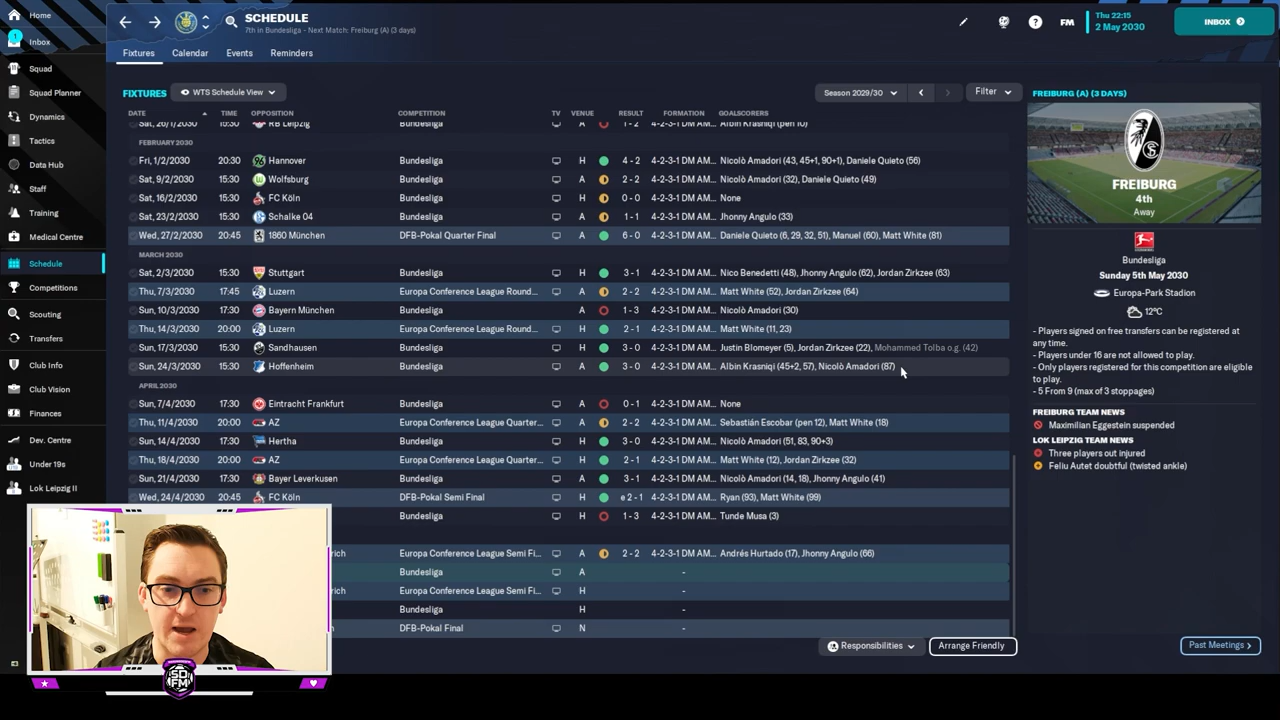 Home
SCHEDULE
7th in Bundesliga - Next Match: Freiburg (A) (3 days)
FM
Thu 22:15
2 May 2030
INBOX
1
Inbox
Squad
Squad Planner
Dynamics
Tactics
Data Hub
Staff
Training
Medical Centre
Schedule
Competitions
Scouting
Transfers
Club Info
Club Vision
Finances
Dev. Centre
Under 19s
Lok Leipzig II
Fixtures Calendar Events Reminders
FIXTURES WTS Schedule View Season 2029/30 Filter
DATE TIME OPPOSITION COMPETITION TV VENUE RESULT FORMATION GOALSCORERS
Sat, 26/1/2030 15:30 RB Leipzig Bundesliga A 1 - 2 4-2-3-1 DM AM... Albin Krasniqi (pen 10)
FEBRUARY 2030
Fri, 1/2/2030 20:30 Hannover Bundesliga H 4 - 2 4-2-3-1 DM AM... Nicolò Amadori (43, 45+1, 90+1), Daniele Quieto (56)
Sat, 9/2/2030 15:30 Wolfsburg Bundesliga A 2 - 2 4-2-3-1 DM AM... Nicolò Amadori (32), Daniele Quieto (49)
Sat, 16/2/2030 15:30 FC Köln Bundesliga H 0 - 0 4-2-3-1 DM AM... None
Sat, 23/2/2030 15:30 Schalke 04 Bundesliga A 1 - 1 4-2-3-1 DM AM... Jhonny Angulo (33)
Wed, 27/2/2030 20:45 1860 München DFB-Pokal Quarter Final A 6 - 0 4-2-3-1 DM AM... Daniele Quieto (6, 29, 32, 51), Manuel (60), Matt White (81)
MARCH 2030
Sat, 2/3/2030 15:30 Stuttgart Bundesliga H 3 - 1 4-2-3-1 DM AM... Nico Benedetti (48), Jhonny Angulo (62), Jordan Zirkzee (63)
Thu, 7/3/2030 17:45 Luzern Europa Conference League Round... A 2 - 2 4-2-3-1 DM AM... Matt White (52), Jordan Zirkzee (64)
Sun, 10/3/2030 17:30 Bayern München Bundesliga A 1 - 3 4-2-3-1 DM AM... Nicolò Amadori (30)
Thu, 14/3/2030 20:00 Luzern Europa Conference League Round... H 2 - 1 4-2-3-1 DM AM... Matt White (11, 23)
Sun, 17/3/2030 15:30 Sandhausen Bundesliga H 3 - 0 4-2-3-1 DM AM... Justin Blomeyer (5), Jordan Zirkzee (22), Mohammed Tolba o.g. (42)
Sun, 24/3/2030 15:30 Hoffenheim Bundesliga A 3 - 0 4-2-3-1 DM AM... Albin Krasniqi (45+2, 57), Nicolò Amadori (87)
APRIL 2030
Sun, 7/4/2030 17:30 Eintracht Frankfurt Bundesliga A 0 - 1 4-2-3-1 DM AM... None
Thu, 11/4/2030 20:00 AZ Europa Conference League Quarter... A 2 - 2 4-2-3-1 DM AM... Sebastián Escobar (pen 12), Matt White (18)
Sun, 14/4/2030 17:30 Hertha Bundesliga H 3 - 0 4-2-3-1 DM AM... Nicolò Amadori (51, 83, 90+3)
Thu, 18/4/2030 20:00 AZ Europa Conference League Quarter... H 2 - 1 4-2-3-1 DM AM... Matt White (12), Jordan Zirkzee (32)
Sun, 21/4/2030 17:30 Bayer Leverkusen Bundesliga A 3 - 1 4-2-3-1 DM AM... Nicolò Amadori (14, 18), Jhonny Angulo (41)
Wed, 24/4/2030 20:45 FC Köln DFB-Pokal Semi Final H e 2 - 1 4-2-3-1 DM AM... Ryan (93), Matt White (99)
Bundesliga H 1 - 3 4-2-3-1 DM AM... Tunde Musa (3)
rich Europa Conference League Semi Fi... A 2 - 2 4-2-3-1 DM AM... Andrés Hurtado (17), Jhonny Angulo (66)
Bundesliga A -
rich Europa Conference League Semi Fi... H -
Bundesliga H -
DFB-Pokal Final N -
Responsibilities Arrange Friendly
FREIBURG (A) (3 DAYS)
FREIBURG
4th
Away
Bundesliga
Sunday 5th May 2030
Europa-Park Stadion
12°C
- Players signed on free transfers can be registered at
any time.
- Players under 16 are not allowed to play.
- Only players registered for this competition are eligible
to play.
- 5 From 9 (max of 3 stoppages)
FREIBURG TEAM NEWS
Maximilian Eggestein suspended
LOK LEIPZIG TEAM NEWS
Three players out injured
Feliu Autet doubtful (twisted ankle)
Past Meetings
SDFM